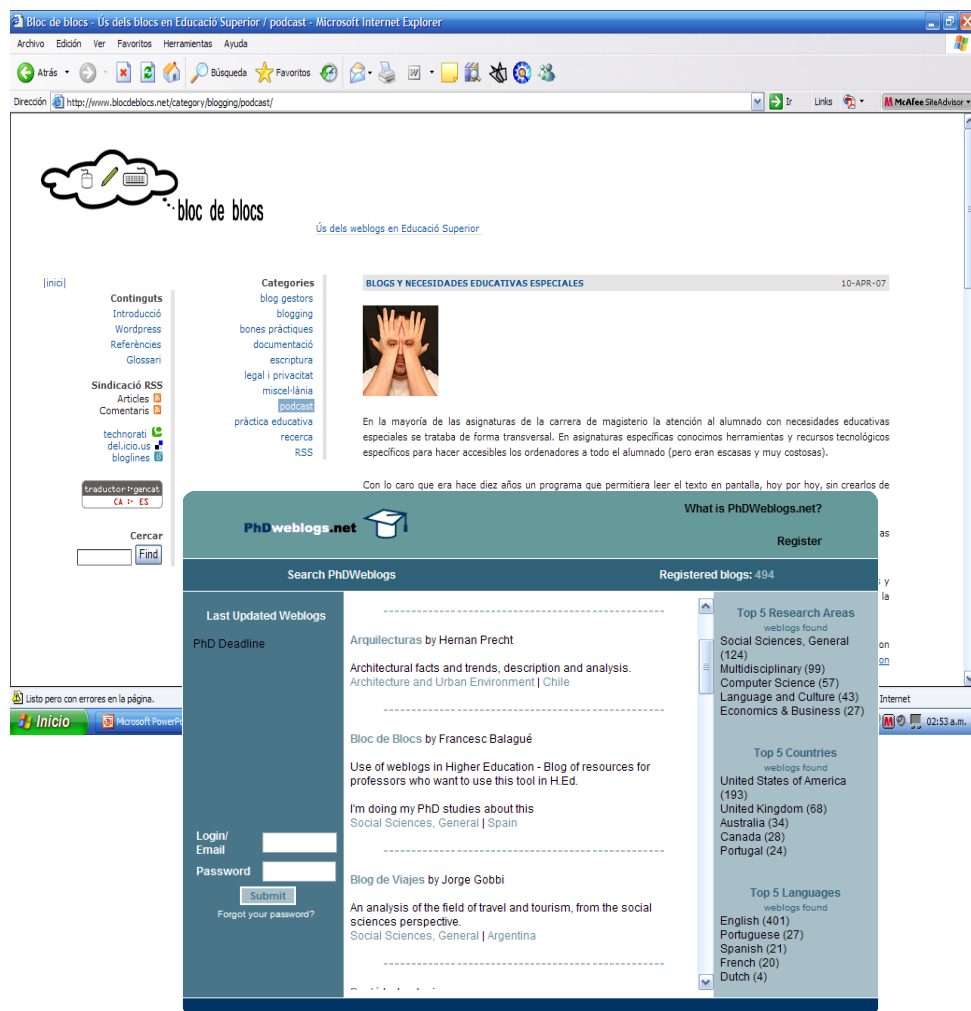 Bloc de blocs - Ús dels blocs en Educació Superior / podcast - Microsoft Internet Explorer
Archivo Edición Ver Favoritos Herramientas Ayuda
Atrás Búsqueda Favoritos
Dirección http://www.blocdeblocs.net/category/blogging/podcast/ Ir Links McAfee SiteAdvisor
bloc de blocs
Ús dels weblogs en Educació Superior
|inici|
Continguts
Introducció
Wordpress
Referències
Glossari
Sindicació RSS
Articles
Comentaris
technorati
del.icio.us
bloglines
traductor gencat
CA ES
Cercar
Find
Categories
blog gestors
blogging
bones pràctiques
documentació
escriptura
legal i privacitat
miscel·lània
podcast
pràctica educativa
recerca
RSS
BLOGS Y NECESIDADES EDUCATIVAS ESPECIALES 10-APR-07
En la mayoría de las asignaturas de la carrera de magisterio la atención al alumnado con necesidades educativas
especiales se trataba de forma transversal. En asignaturas específicas conocimos herramientas y recursos tecnológicos
específicos para hacer accesibles los ordenadores a todo el alumnado (pero eran escasas y muy costosas).
Con lo caro que era hace diez años un programa que permitiera leer el texto en pantalla, hoy por hoy, sin crearlos de
as
y
la
on
on
Listo pero con errores en la página. Internet
Inicio Microsoft PowerPo 02:53 a.m.
PhDweblogs.net
What is PhDWeblogs.net?
Register
Search PhDWeblogs
Registered blogs: 494
Last Updated Weblogs
PhD Deadline
Login/
Email
Password
Submit
Forgot your password?
Arquilecturas by Hernan Precht
Architectural facts and trends, description and analysis.
Architecture and Urban Environment | Chile
Bloc de Blocs by Francesc Balagué
Use of weblogs in Higher Education - Blog of resources for
professors who want to use this tool in H.Ed.
I'm doing my PhD studies about this
Social Sciences, General | Spain
Blog de Viajes by Jorge Gobbi
An analysis of the field of travel and tourism, from the social
sciences perspective.
Social Sciences, General | Argentina
Top 5 Research Areas
weblogs found
Social Sciences, General
(124)
Multidisciplinary (99)
Computer Science (57)
Language and Culture (43)
Economics & Business (27)
Top 5 Countries
weblogs found
United States of America
(193)
United Kingdom (68)
Australia (34)
Canada (28)
Portugal (24)
Top 5 Languages
weblogs found
English (401)
Portuguese (27)
Spanish (21)
French (20)
Dutch (4)